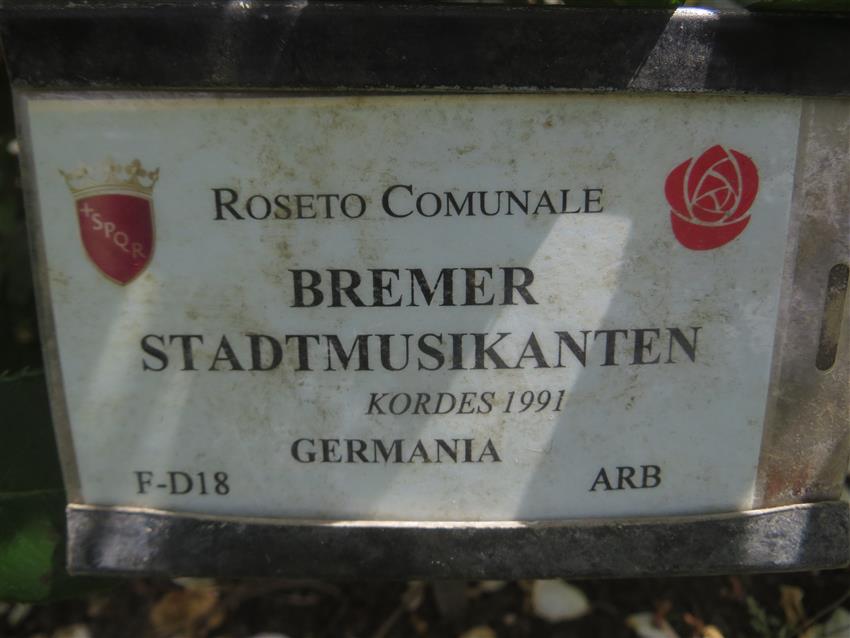 ROSETO COMUNALE
SPQR
BREMER
STADTMUSIKANTEN
KORDES 1991
GERMANIA
F-D18 ARB